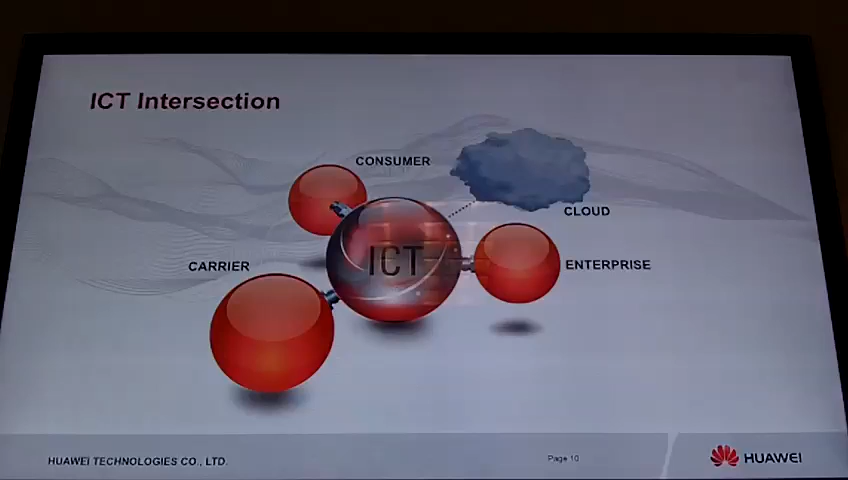 ICT Intersection
CONSUMER
CLOUD
ICT
CARRIER
ENTERPRISE
HUAWEI TECHNOLOGIES CO., LTD.
Page 10
HUAWEI